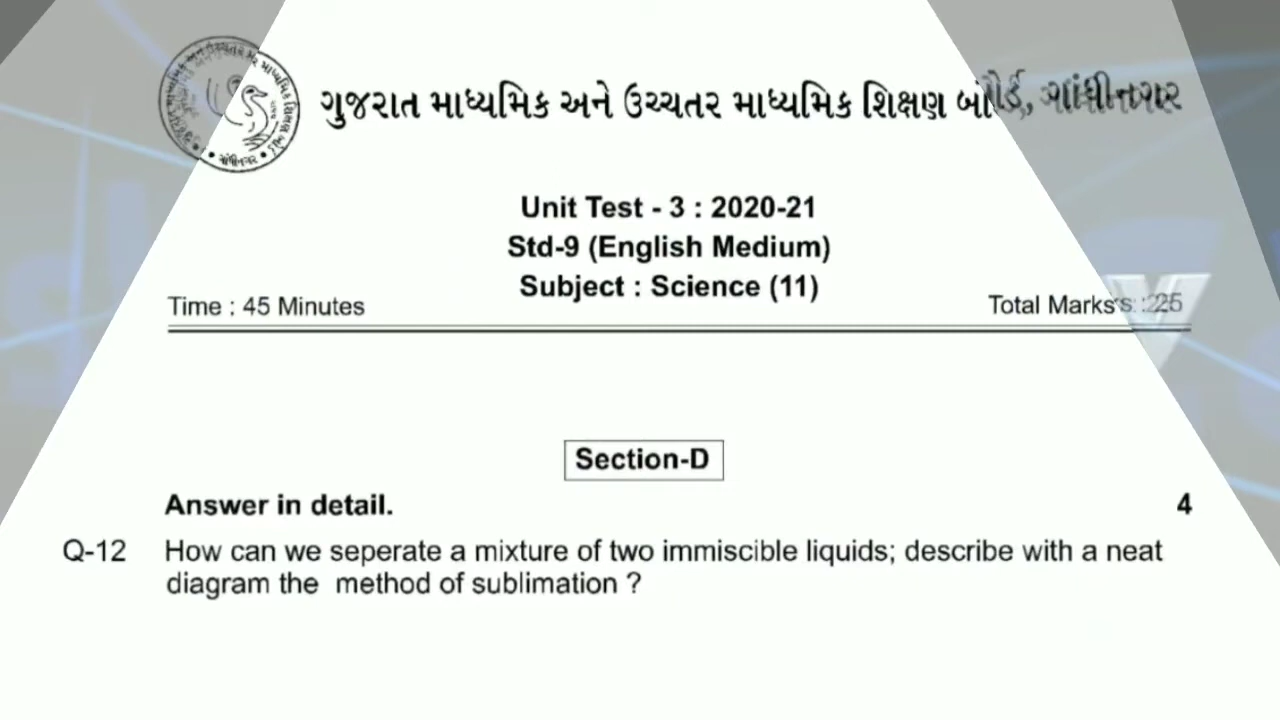 ગુજરાત માધ્યમિક અને ઉચ્ચતર માધ્યમિક શિક્ષણ બોર્ડ, ગાંધીનગર
Unit Test - 3 : 2020-21
Std-9 (English Medium)
Subject : Science (11)
Time : 45 Minutes
Total Marks : 25
Section-D
Answer in detail. 4
Q-12 How can we seperate a mixture of two immiscible liquids; describe with a neat
diagram the method of sublimation ?